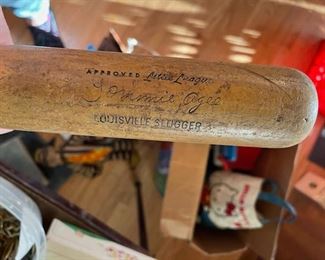 APPROVED Little League
Tommie Agee
LOUISVILLE SLUGGER